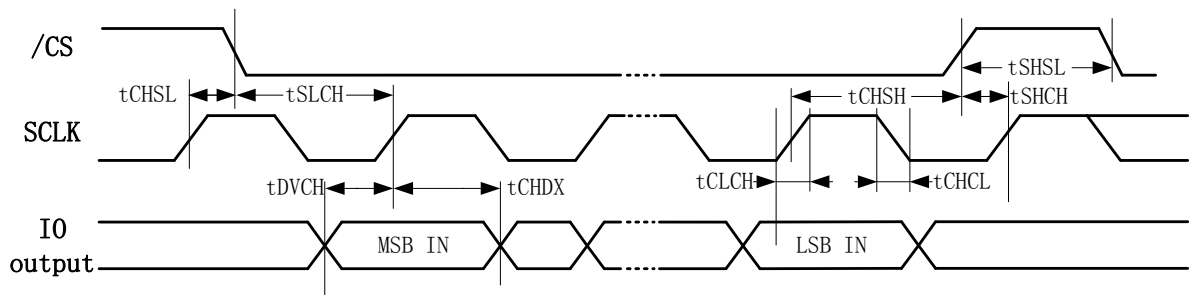 /CS
tSHSL
tCHSL
tSLCH
tCHSH
tSHCH
SCLK
tDVCH
tCHDX
tCLCH
tCHCL
IO
output
MSB IN
LSB IN